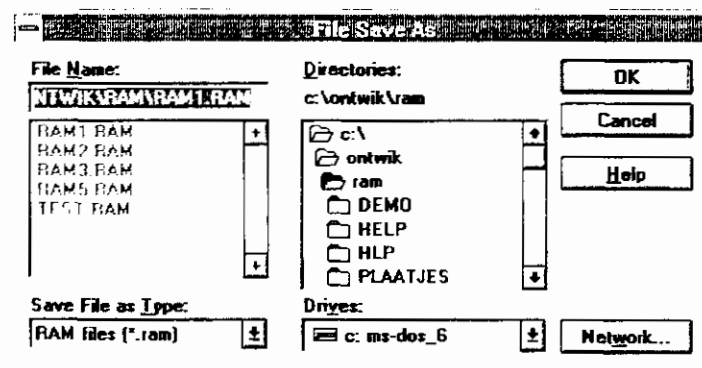 File Save As
File Name:
NTWIK\RAM\RAM1.RAM
RAM1.RAM
RAM2.RAM
RAM3.RAM
RAM5.RAM
TEST.RAM
Save File as Type:
RAM files (*.ram)
Directories:
c:\ontwik\ram
c:\
ontwik
ram
DEMO
HELP
HLP
PLAATJES
Drives:
c: ms-dos_6
OK
Cancel
Help
Network...